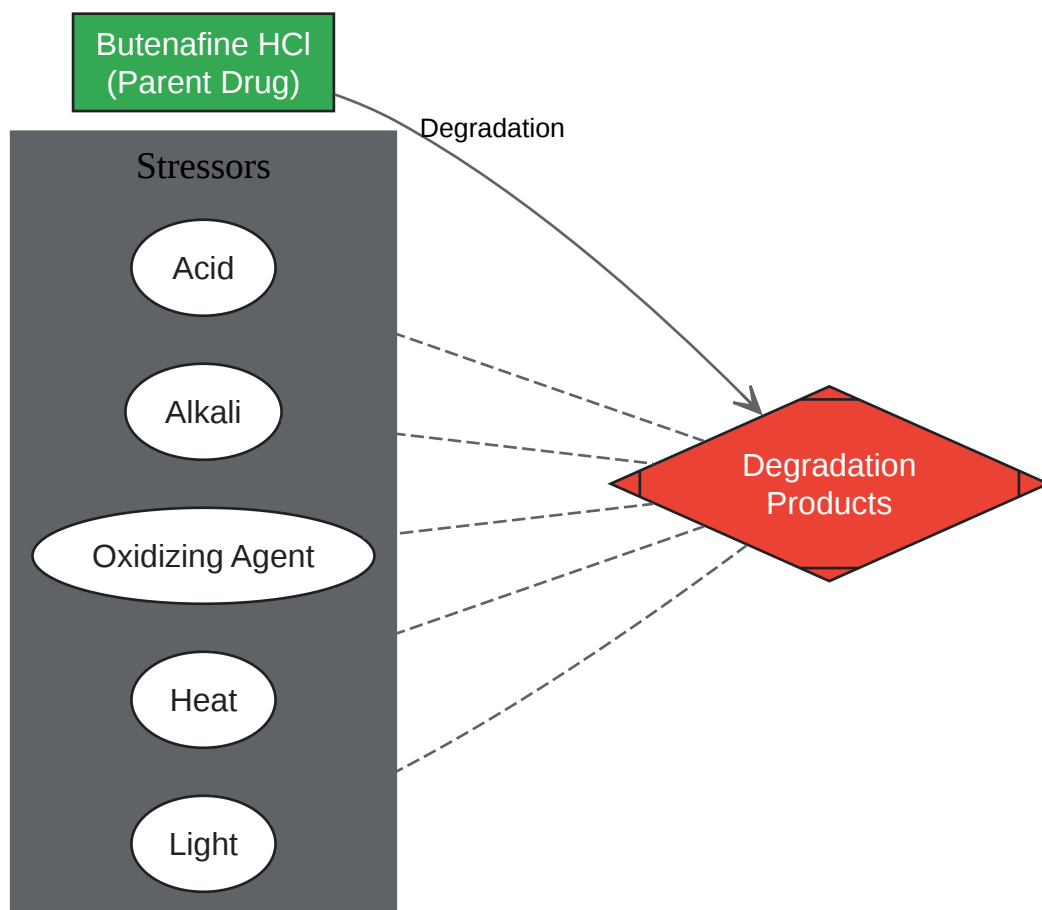 Butenafine HCl
(Parent Drug)
Degradation
Stressors
Acid
Alkali
Oxidizing Agent
Heat
Light
Degradation
Products